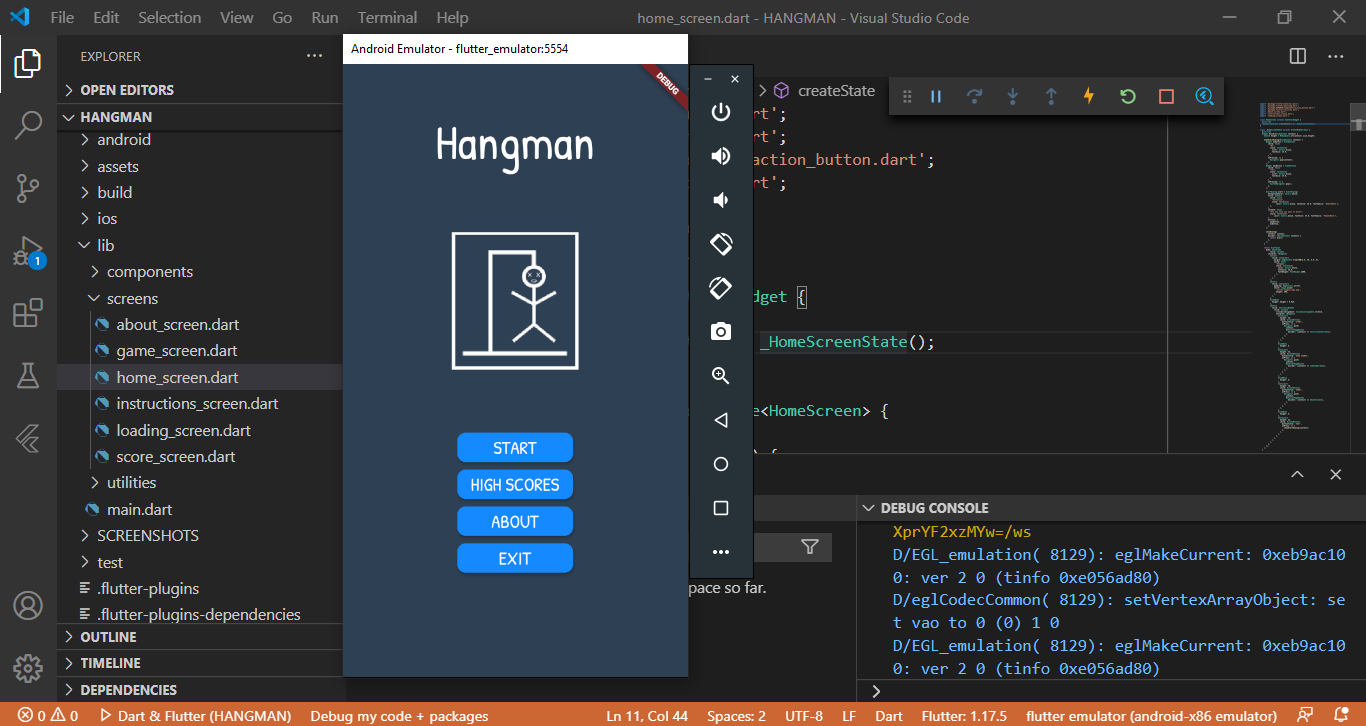 File Edit Selection View Go Run Terminal Help
home_screen.dart - HANGMAN - Visual Studio Code
EXPLORER
OPEN EDITORS
HANGMAN
android
assets
build
ios
lib
components
screens
about_screen.dart
game_screen.dart
home_screen.dart
instructions_screen.dart
loading_screen.dart
score_screen.dart
utilities
main.dart
SCREENSHOTS
test
.flutter-plugins
.flutter-plugins-dependencies
OUTLINE
TIMELINE
DEPENDENCIES
1
Android Emulator - flutter_emulator:5554
DEBUG
Hangman
START
HIGH SCORES
ABOUT
EXIT
createState
rt';
rt';
action_button.dart';
rt';
dget {
_HomeScreenState();
e<HomeScreen> {
) {
pace so far.
DEBUG CONSOLE
XprYF2xzMYw=/ws
D/EGL_emulation( 8129): eglMakeCurrent: 0xeb9ac10
0: ver 2 0 (tinfo 0xe056ad80)
D/eglCodecCommon( 8129): setVertexArrayObject: se
t vao to 0 (0) 1 0
D/EGL_emulation( 8129): eglMakeCurrent: 0xeb9ac10
0: ver 2 0 (tinfo 0xe056ad80)
0 0 Dart & Flutter (HANGMAN) Debug my code + packages Ln 11, Col 44 Spaces: 2 UTF-8 LF Dart Flutter: 1.17.5 flutter emulator (android-x86 emulator)